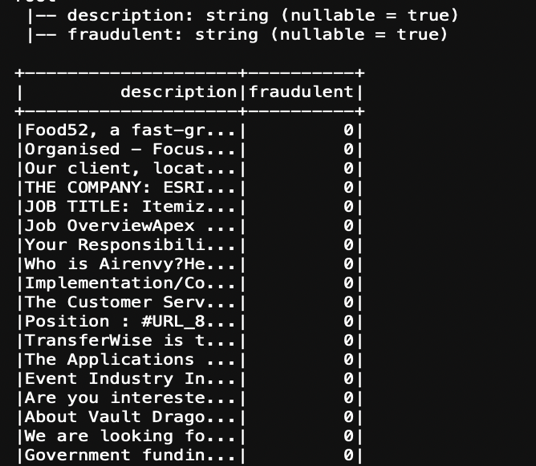 |-- description: string (nullable = true)
 |-- fraudulent: string (nullable = true)
+--------------------+----------+
|         description|fraudulent|
+--------------------+----------+
|Food52, a fast-gr...|         0|
|Organised - Focus...|         0|
|Our client, locat...|         0|
|THE COMPANY: ESRI...|         0|
|JOB TITLE: Itemiz...|         0|
|Job OverviewApex ...|         0|
|Your Responsibili...|         0|
|Who is Airenvy?He...|         0|
|Implementation/Co...|         0|
|The Customer Serv...|         0|
|Position : #URL_8...|         0|
|TransferWise is t...|         0|
|The Applications ...|         0|
|Event Industry In...|         0|
|Are you intereste...|         0|
|About Vault Drago...|         0|
|We are looking fo...|         0|
|Government fundin...|         0|